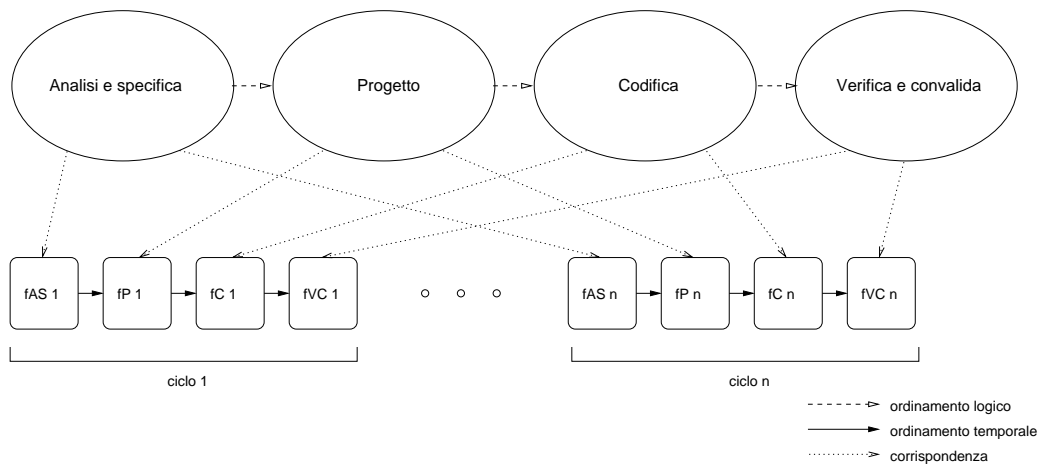 Analisi e specifica
Progetto
Codifica
Verifica e convalida
fAS 1
fP 1
fC 1
fVC 1
fAS n
fP n
fC n
fVC n
ciclo 1
ciclo n
ordinamento logico
ordinamento temporale
corrispondenza